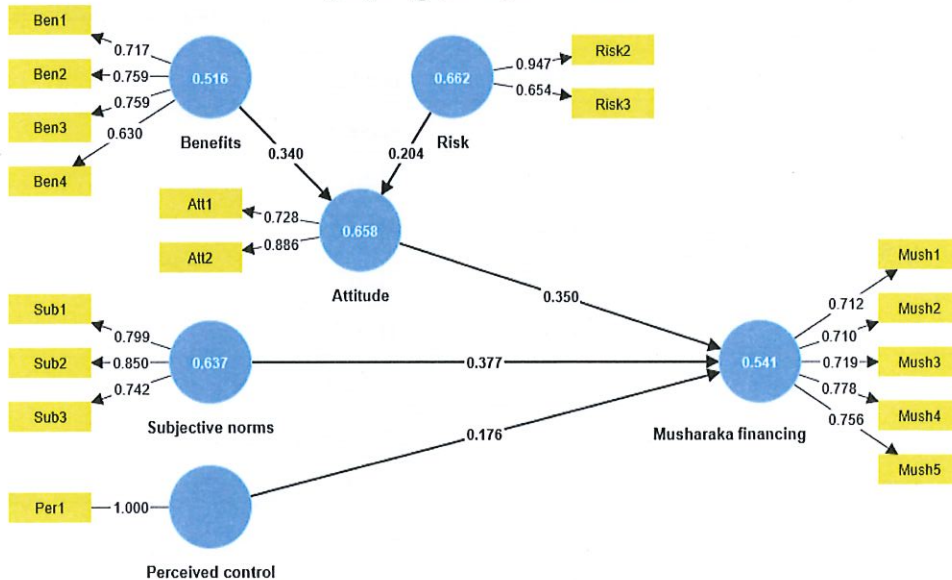 Ben1
0.717
Ben2
0.759
Ben3
0.759
0.630
Ben4
0.516
Benefits
0.340
0.662
Risk
0.204
0.947
Risk2
0.654
Risk3
Att1
0.728
Att2
0.886
0.658
Attitude
0.350
Sub1
0.799
Sub2
0.850
Sub3
0.742
0.637
Subjective norms
0.377
Per1
1.000
Perceived control
0.176
0.541
Musharaka financing
Mush1
0.712
Mush2
0.710
Mush3
0.719
Mush4
0.778
Mush5
0.756